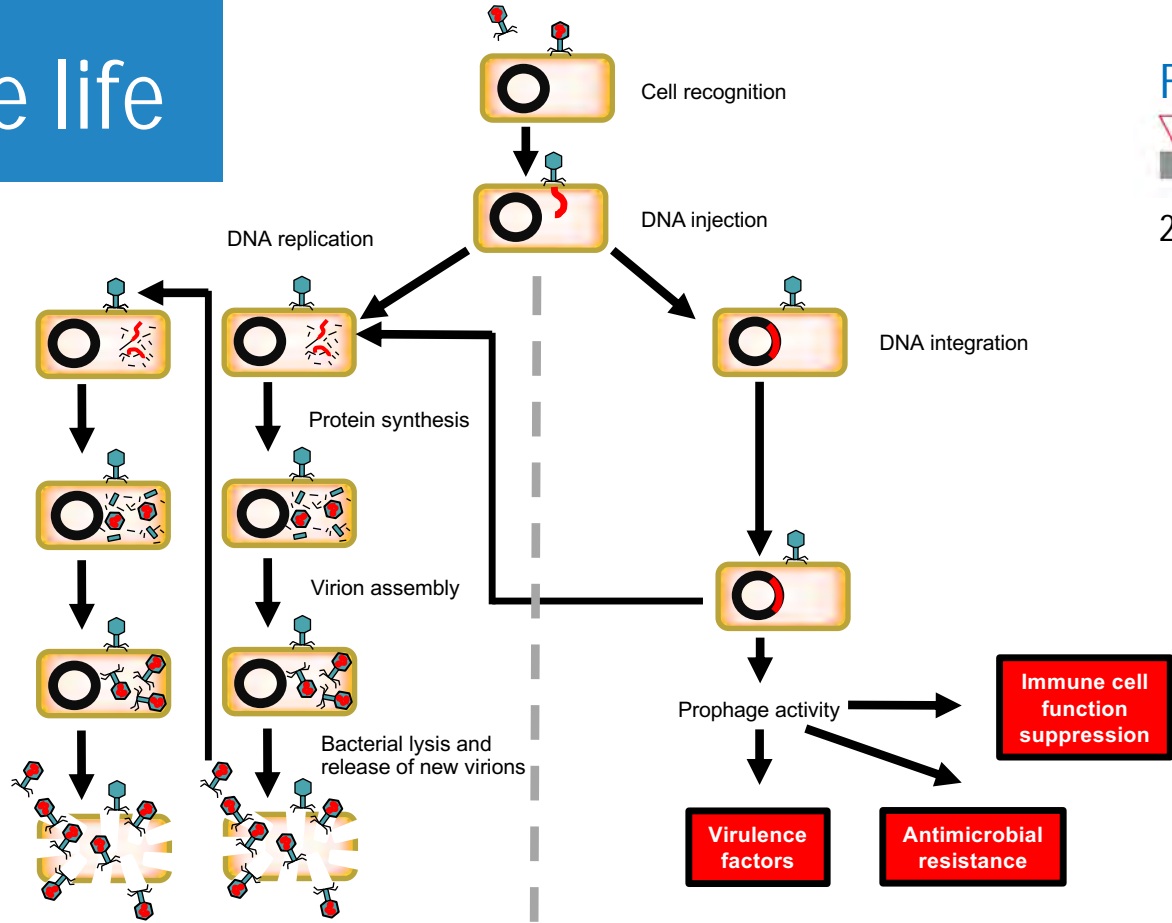 e life
F
2
Cell recognition
DNA injection
DNA replication
DNA integration
Protein synthesis
Virion assembly
Bacterial lysis and
release of new virions
Prophage activity
Immune cell
function
suppression
Virulence
factors
Antimicrobial
resistance